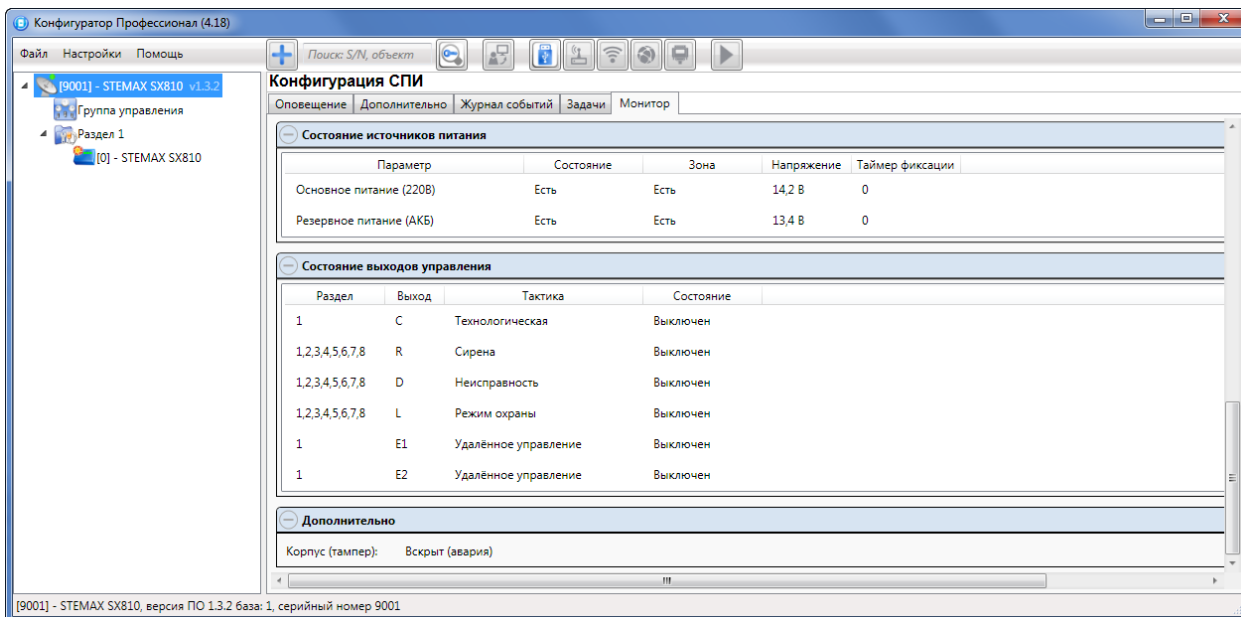 Конфигуратор Профессионал (4.18)
Файл Настройки Помощь
Поиск: S/N, объект
[9001] - STEMAX SX810 v1.3.2
Группа управления
Раздел 1
[0] - STEMAX SX810
Конфигурация СПИ
Оповещение Дополнительно Журнал событий Задачи Монитор
Состояние источников питания
Параметр Состояние Зона Напряжение Таймер фиксации
Основное питание (220В) Есть Есть 14,2 В 0
Резервное питание (АКБ) Есть Есть 13,4 В 0
Состояние выходов управления
Раздел Выход Тактика Состояние
1 C Технологическая Выключен
1,2,3,4,5,6,7,8 R Сирена Выключен
1,2,3,4,5,6,7,8 D Неисправность Выключен
1,2,3,4,5,6,7,8 L Режим охраны Выключен
1 E1 Удалённое управление Выключен
1 E2 Удалённое управление Выключен
Дополнительно
Корпус (тампер): Вскрыт (авария)
[9001] - STEMAX SX810, версия ПО 1.3.2 база: 1, серийный номер 9001